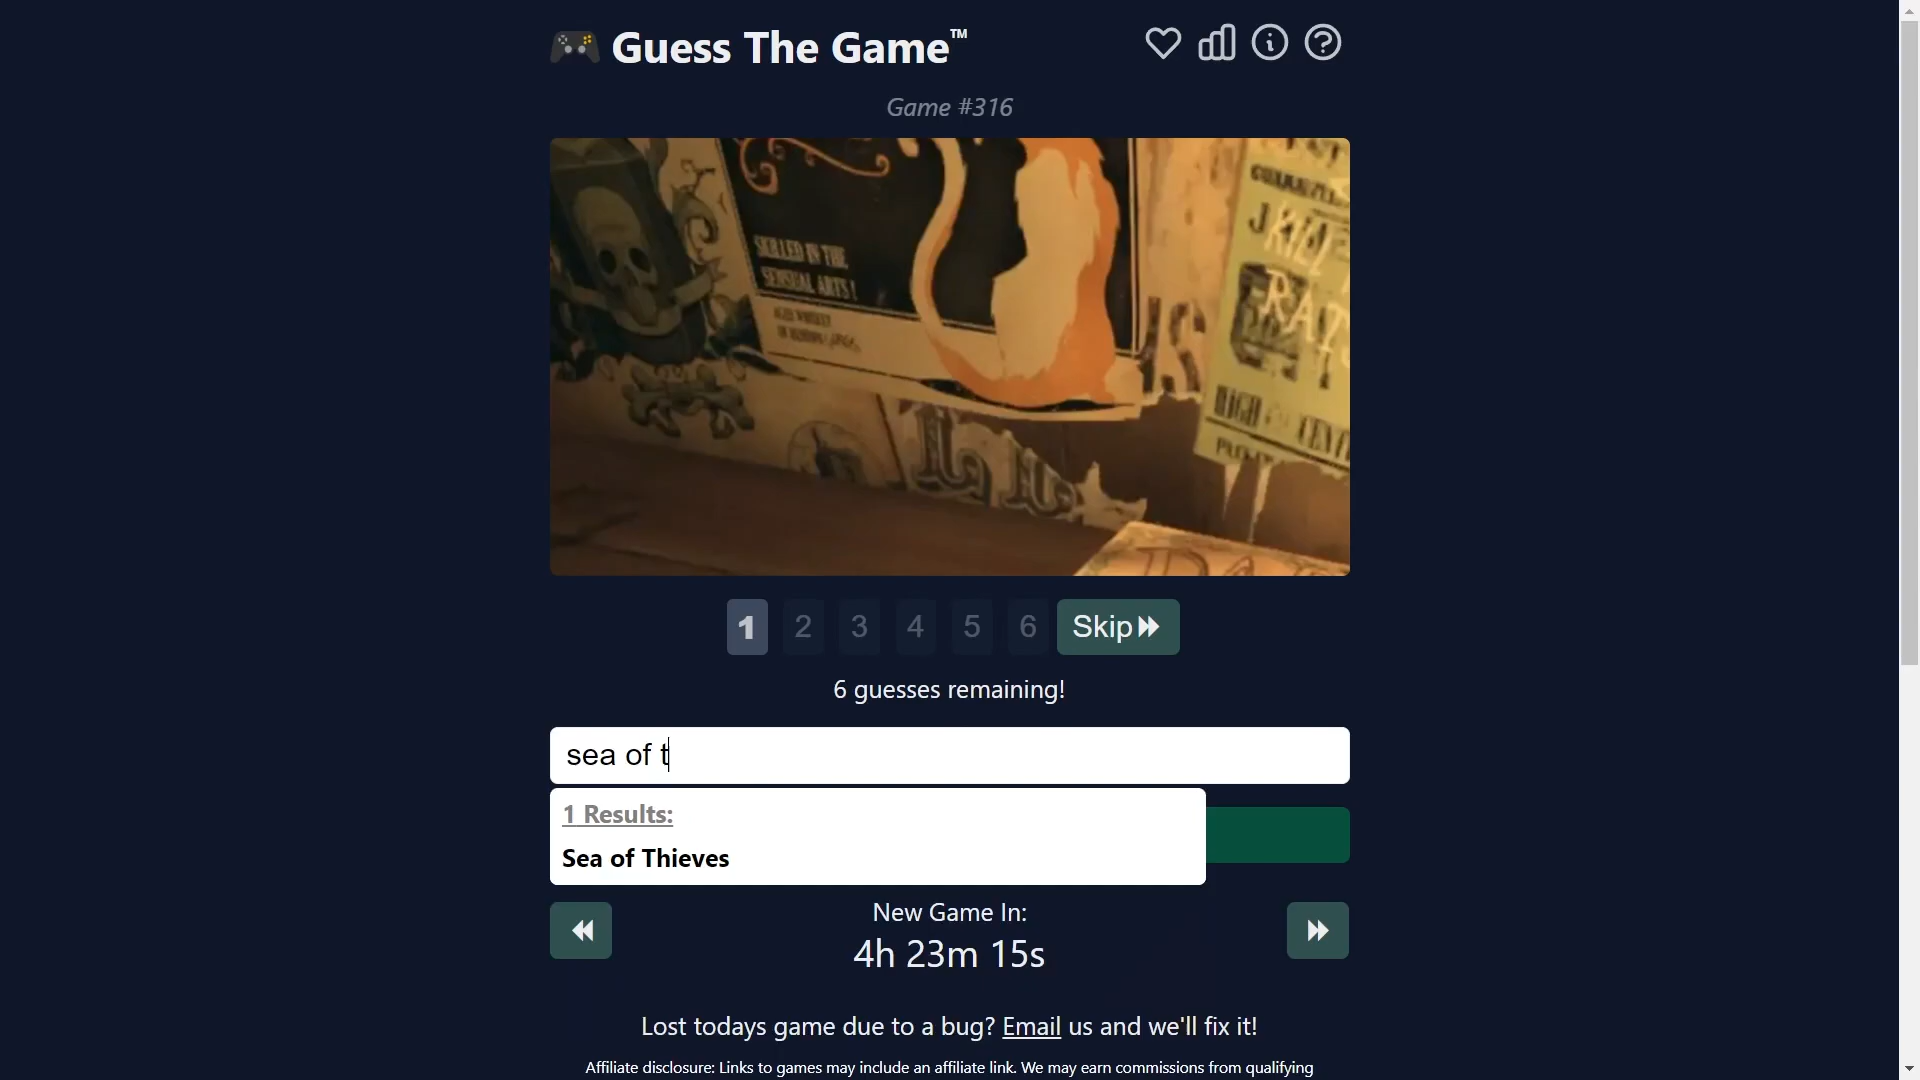 Guess The Game™
Game #316
SKILLED IN THE
SENSUAL ARTS!
KILL
RATS
HIGH
1 2 3 4 5 6 Skip
6 guesses remaining!
sea of t
1 Results:
Sea of Thieves
New Game In:
4h 23m 15s
Lost todays game due to a bug? Email us and we'll fix it!
Affiliate disclosure: Links to games may include an affiliate link. We may earn commissions from qualifying